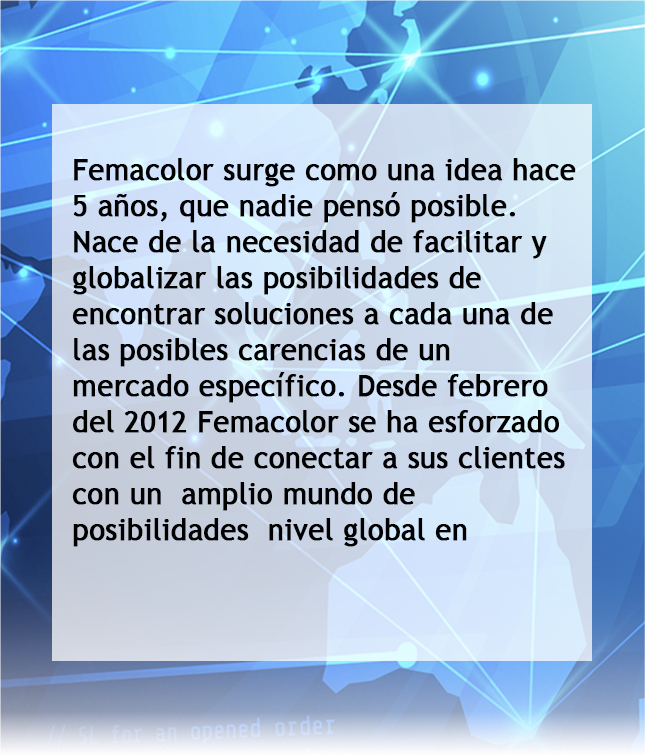 Femacolor surge como una idea hace
5 años, que nadie pensó posible.
Nace de la necesidad de facilitar y
globalizar las posibilidades de
encontrar soluciones a cada una de
las posibles carencias de un
mercado específico. Desde febrero
del 2012 Femacolor se ha esforzado
con el fin de conectar a sus clientes
con un  amplio mundo de
posibilidades  nivel global en
// SL for an opened order